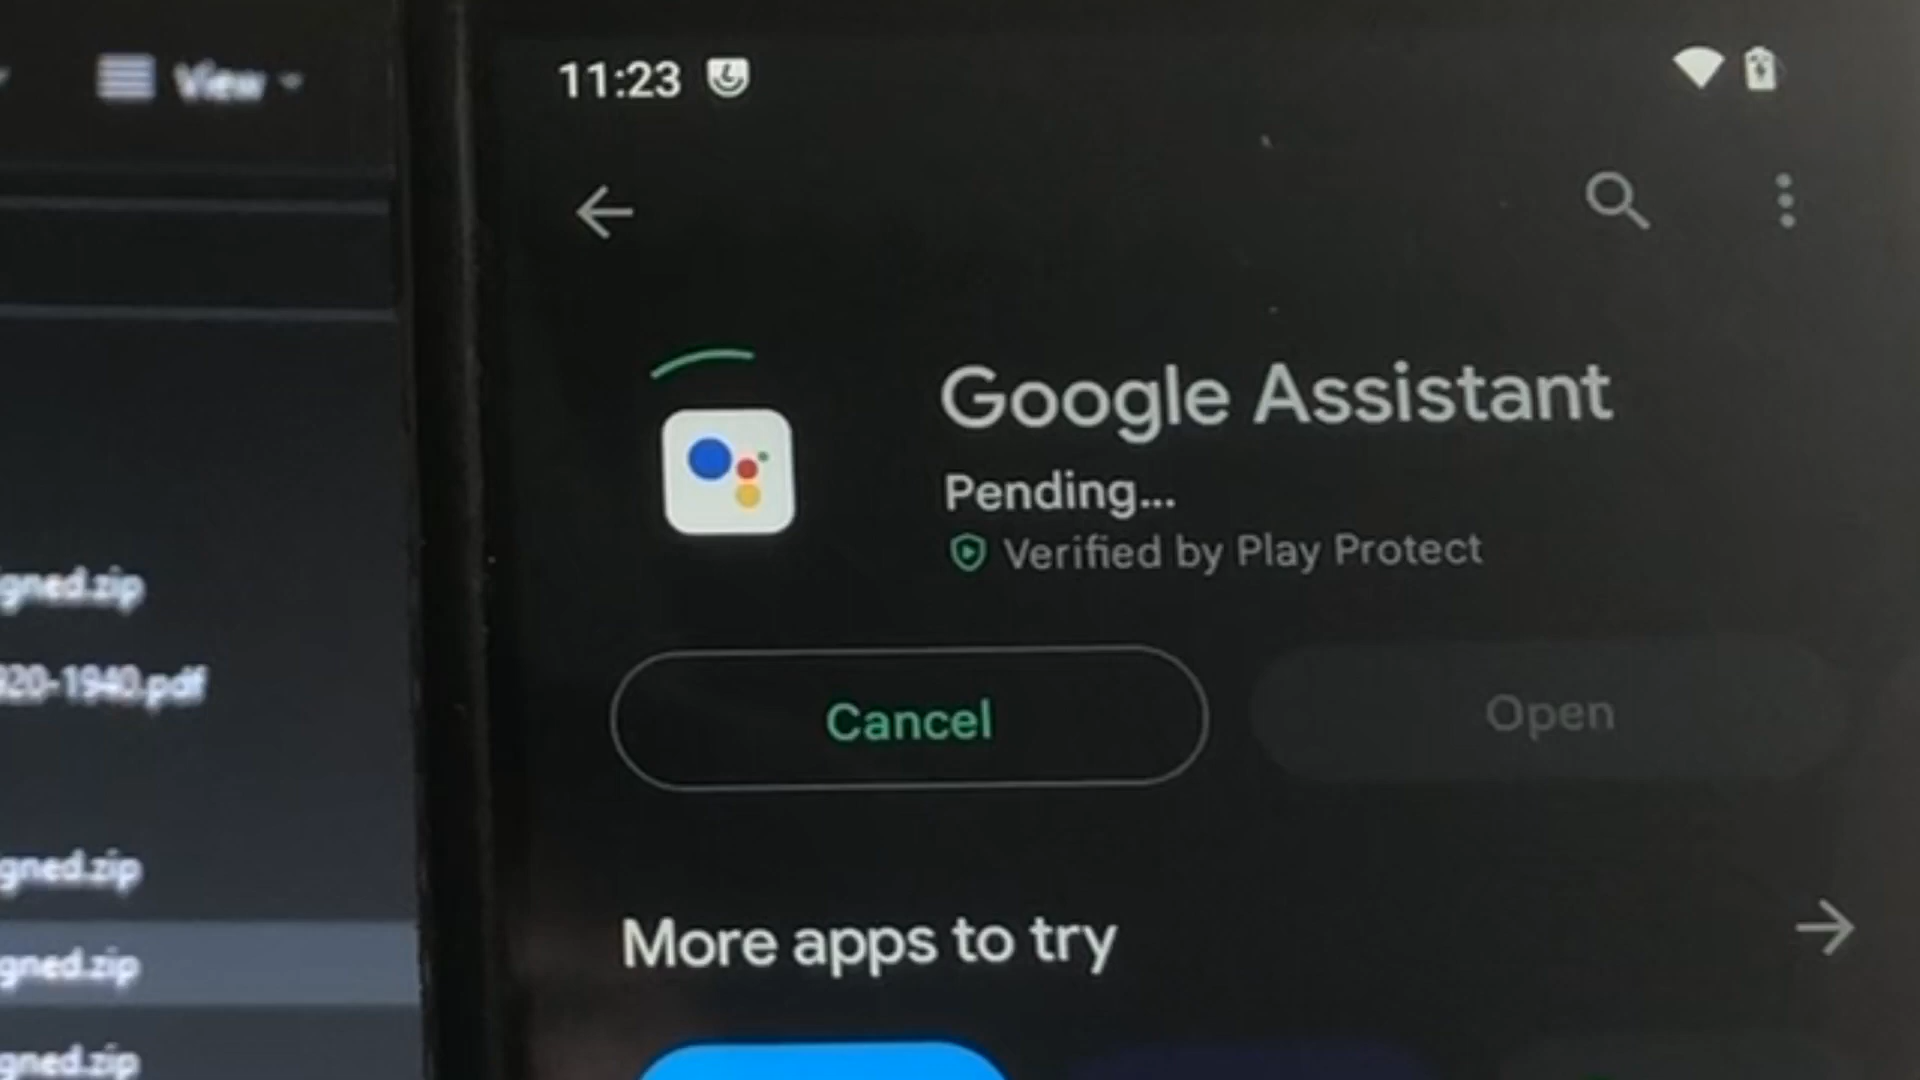 View
gned.zip
920-1940.pdf
gned.zip
gned.zip
gned.zip
11:23
Google Assistant
Pending...
Verified by Play Protect
Cancel
Open
More apps to try